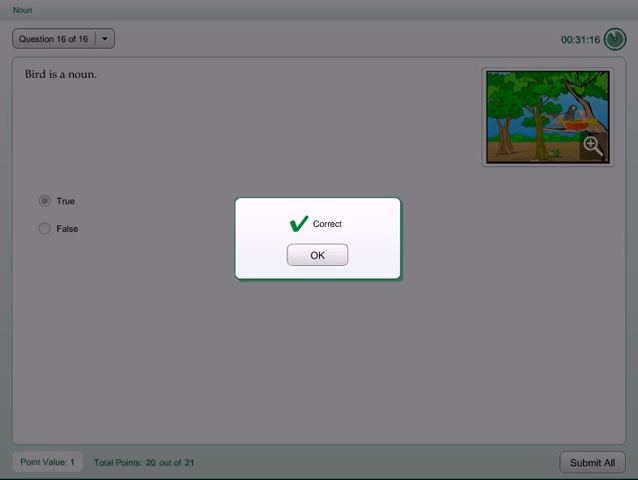 Noun
Question 16 of 16
00:31:16
Bird is a noun.
True
False
Correct
OK
Point Value: 1
Total Points: 20 out of 21
Submit All